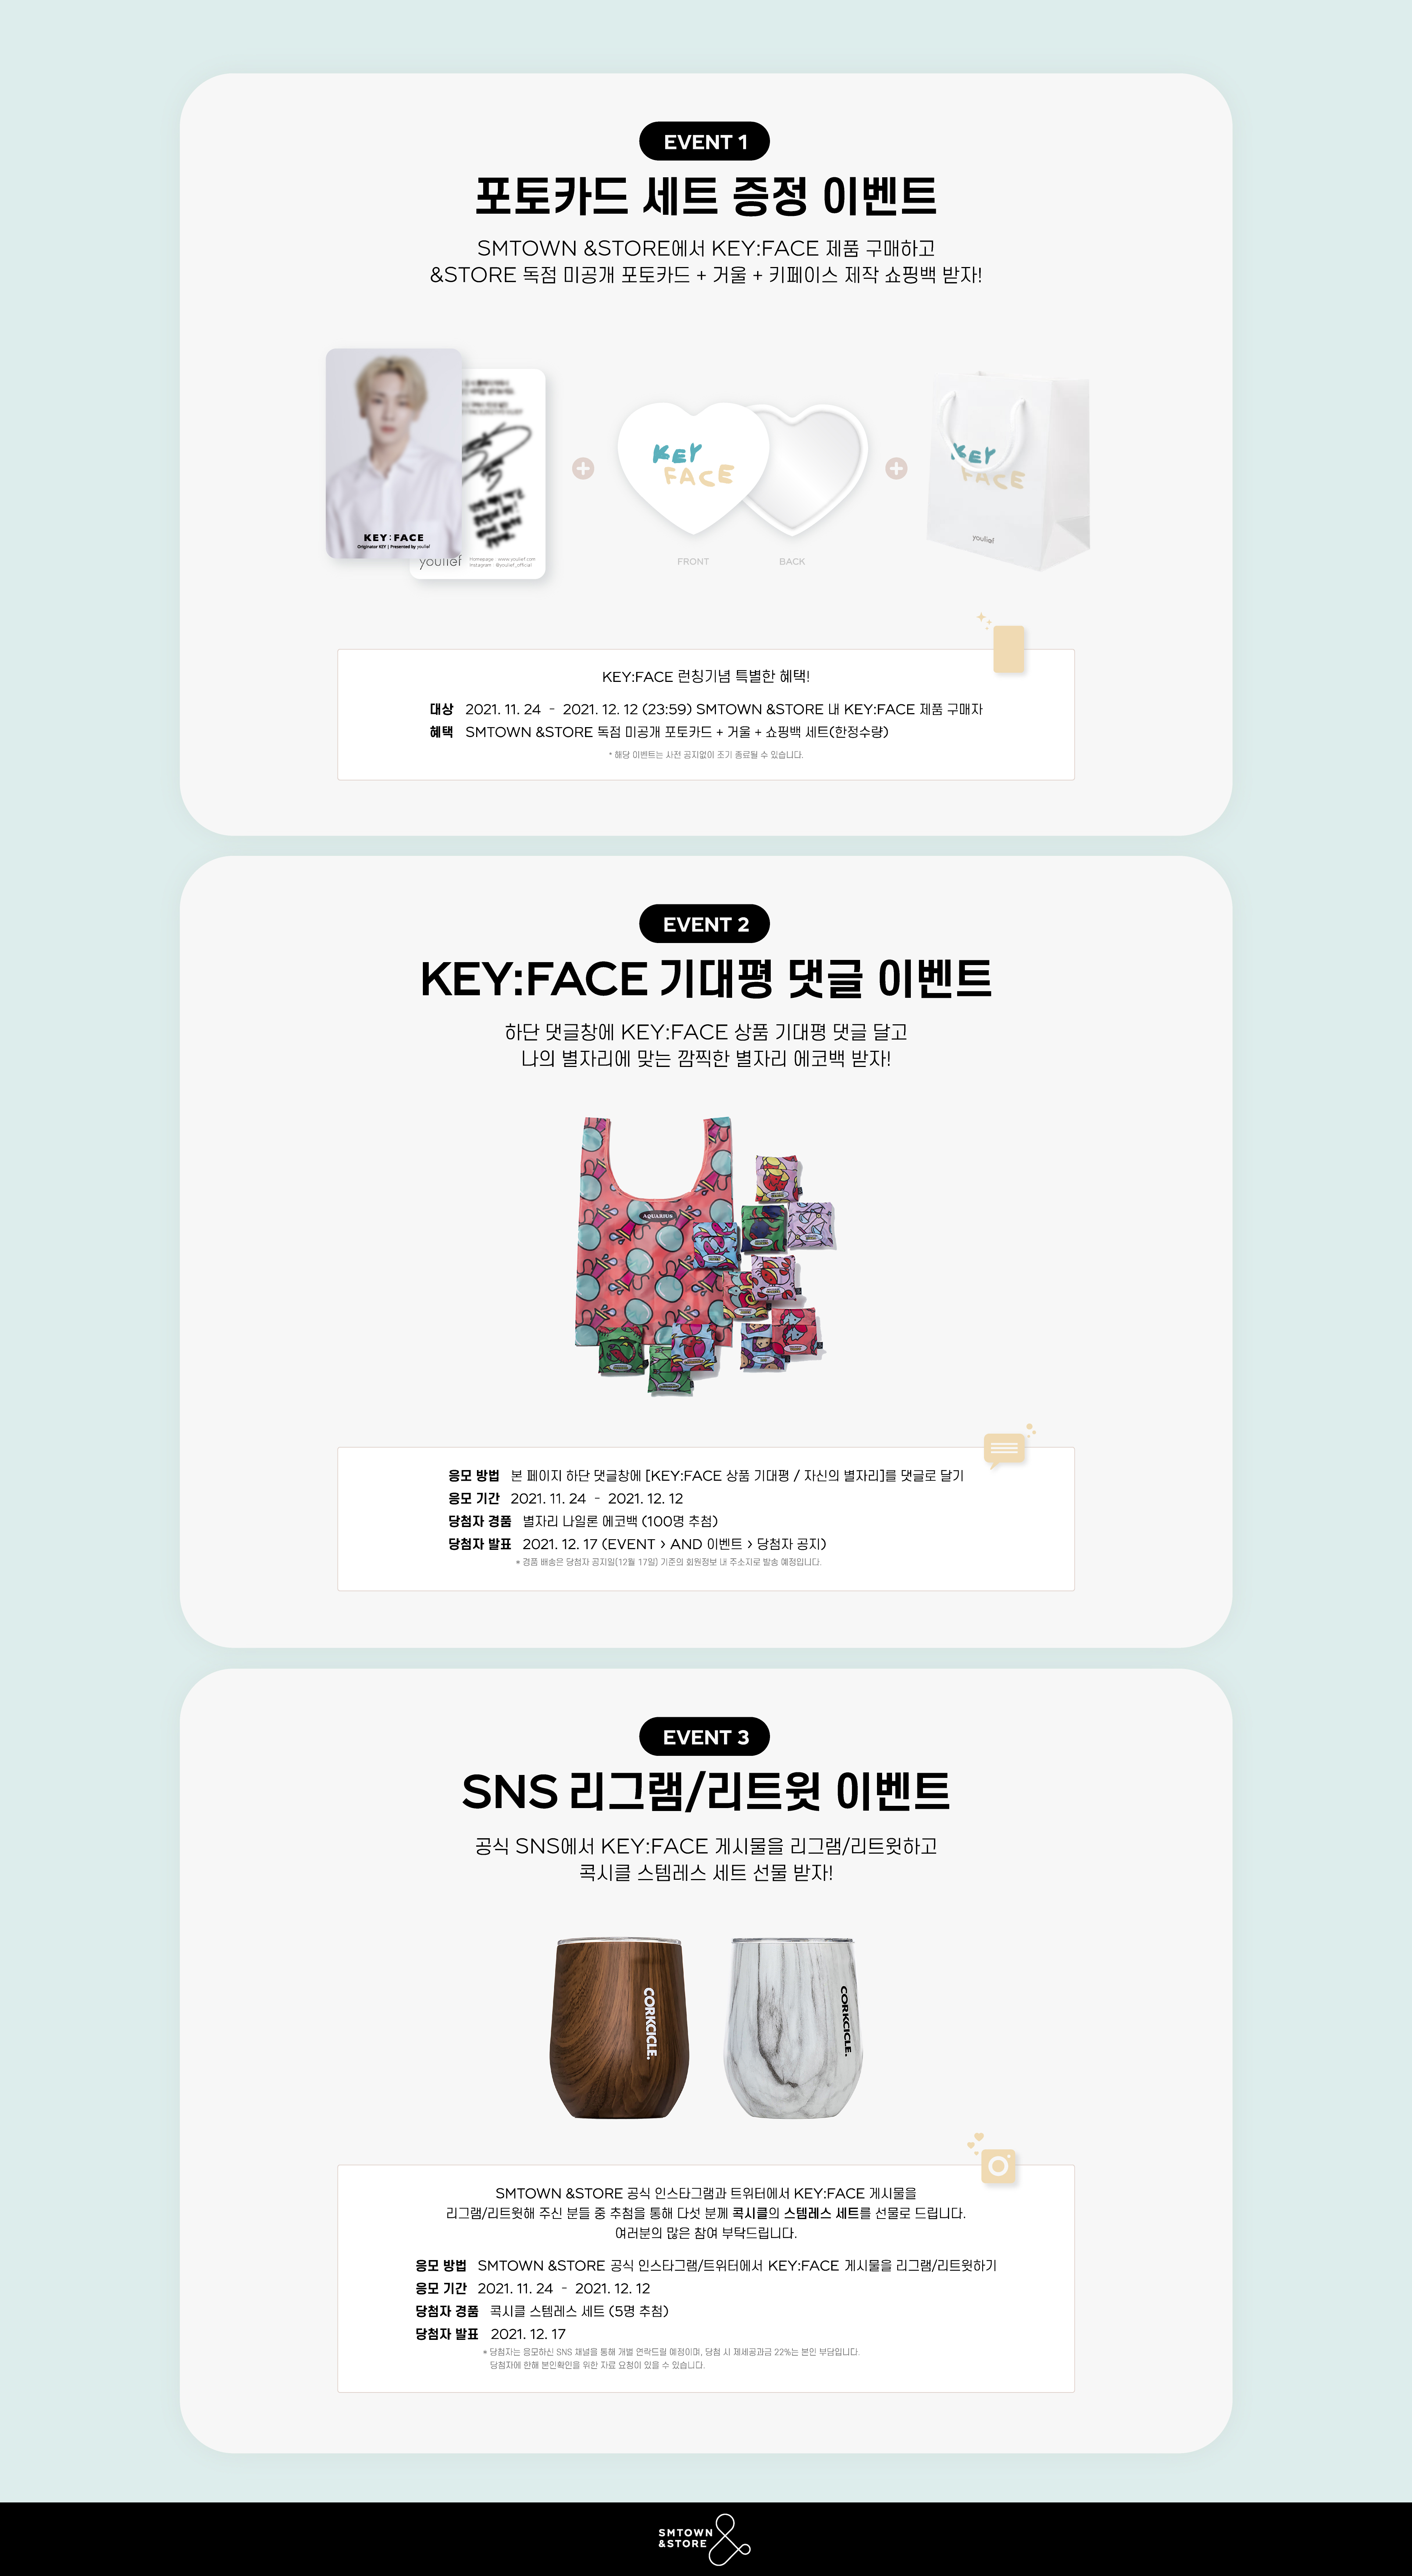 EVENT 1
포토카드 세트 증정 이벤트
SMTOWN &STORE에서 KEY:FACE 제품 구매하고
&STORE 독점 미공개 포토카드 + 거울 + 키페이스 제작 쇼핑백 받자!
KEY:FACE
Originator KEY | Presented by youlief
youlief
Homepage : www.youlief.com
Instagram : @youlief_official
KEY
FACE
FRONT
BACK
KEY
FACE
youlief
KEY:FACE 런칭기념 특별한 혜택!
대상 2021. 11. 24 - 2021. 12. 12 (23:59) SMTOWN &STORE 내 KEY:FACE 제품 구매자
혜택 SMTOWN &STORE 독점 미공개 포토카드 + 거울 + 쇼핑백 세트(한정수량)
* 해당 이벤트는 사전 공지없이 조기 종료될 수 있습니다.
EVENT 2
KEY:FACE 기대평 댓글 이벤트
하단 댓글창에 KEY:FACE 상품 기대평 댓글 달고
나의 별자리에 맞는 깜찍한 별자리 에코백 받자!
AQUARIUS
응모 방법 본 페이지 하단 댓글창에 [KEY:FACE 상품 기대평 / 자신의 별자리]를 댓글로 달기
응모 기간 2021. 11. 24 - 2021. 12. 12
당첨자 경품 별자리 나일론 에코백 (100명 추첨)
당첨자 발표 2021. 12. 17 (EVENT > AND 이벤트 > 당첨자 공지)
* 경품 배송은 당첨자 공지일(12월 17일) 기준의 회원정보 내 주소지로 발송 예정입니다.
EVENT 3
SNS 리그램/리트윗 이벤트
공식 SNS에서 KEY:FACE 게시물을 리그램/리트윗하고
콕시클 스템레스 세트 선물 받자!
CORKCICLE.
CORKCICLE.
SMTOWN &STORE 공식 인스타그램과 트위터에서 KEY:FACE 게시물을
리그램/리트윗해 주신 분들 중 추첨을 통해 다섯 분께 콕시클의 스템레스 세트를 선물로 드립니다.
여러분의 많은 참여 부탁드립니다.
응모 방법 SMTOWN &STORE 공식 인스타그램/트위터에서 KEY:FACE 게시물을 리그램/리트윗하기
응모 기간 2021. 11. 24 - 2021. 12. 12
당첨자 경품 콕시클 스템레스 세트 (5명 추첨)
당첨자 발표 2021. 12. 17
* 당첨자는 응모하신 SNS 채널을 통해 개별 연락드릴 예정이며, 당첨 시 제세공과금 22%는 본인 부담입니다.
당첨자에 한해 본인확인을 위한 자료 요청이 있을 수 있습니다.
SMTOWN
&STORE